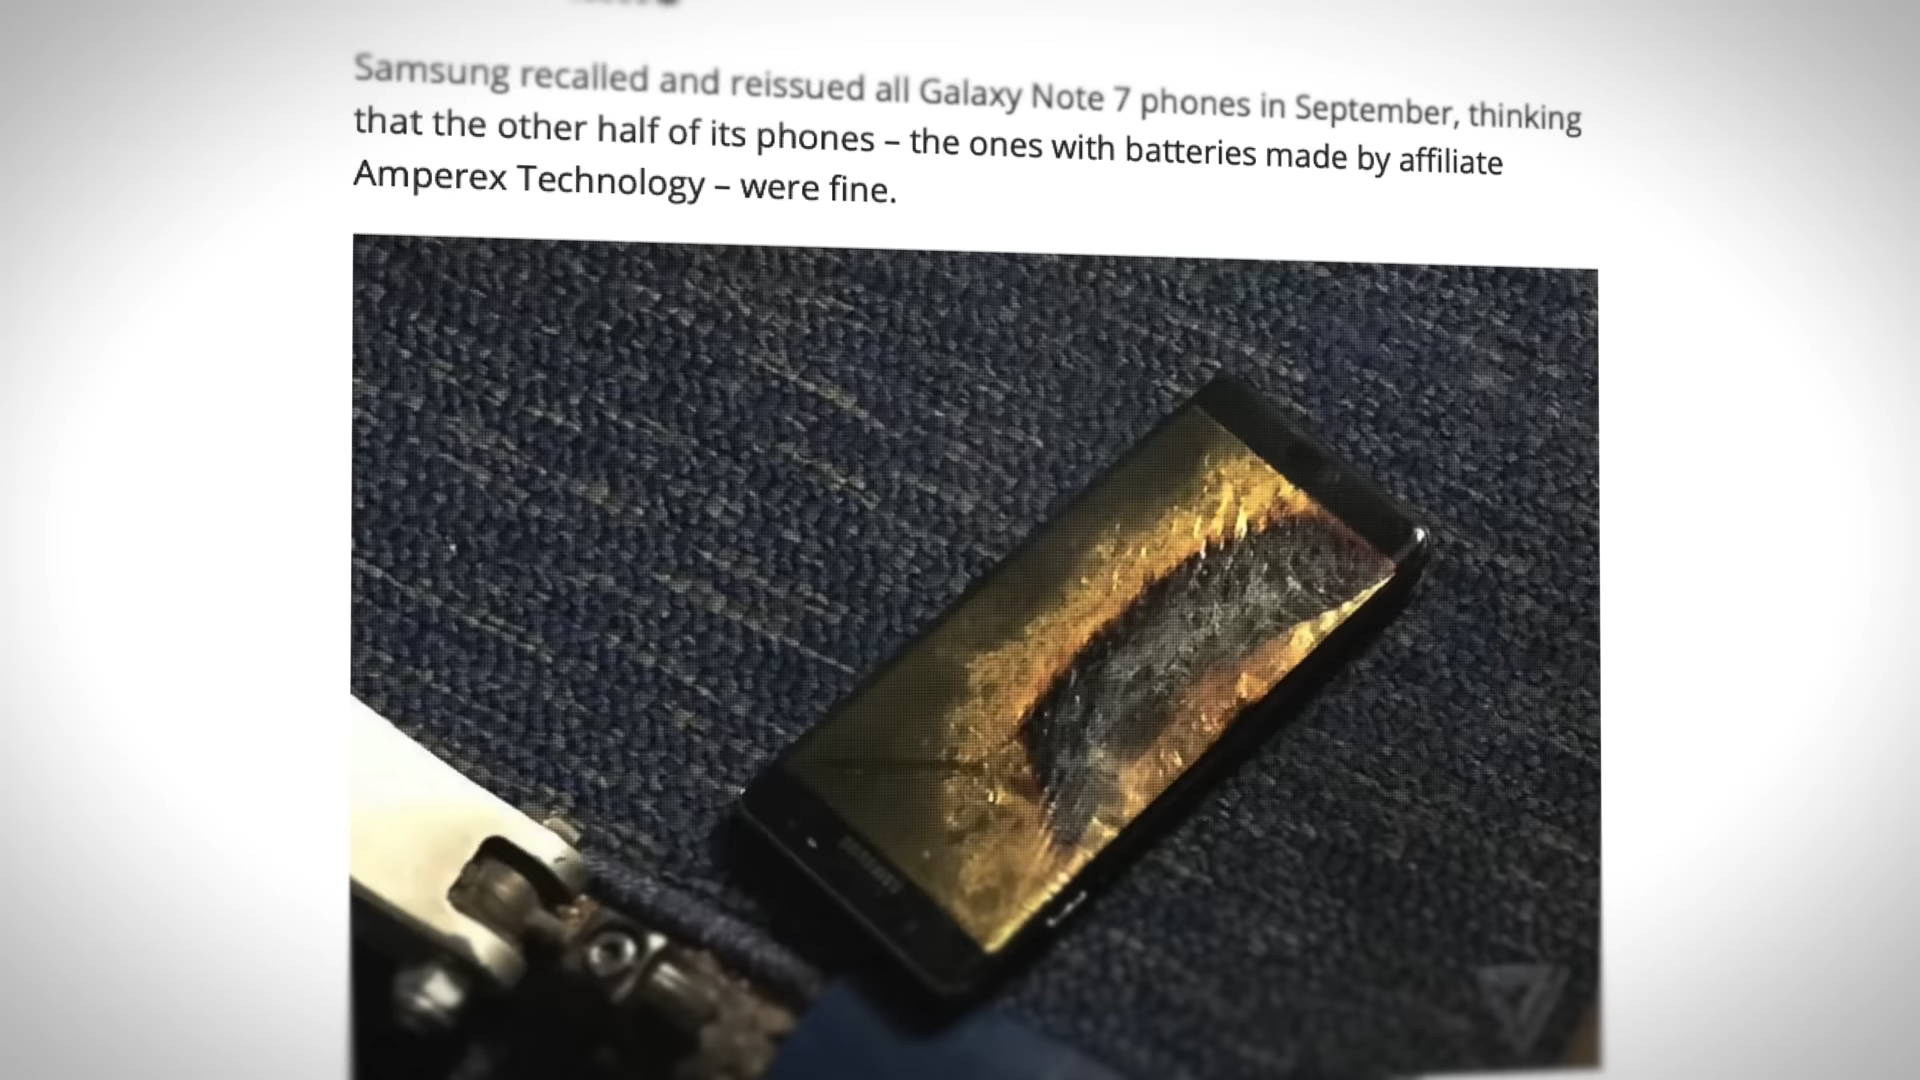 Samsung recalled and reissued all Galaxy Note 7 phones in September, thinking
that the other half of its phones – the ones with batteries made by affiliate
Amperex Technology – were fine.
SAMSUNG